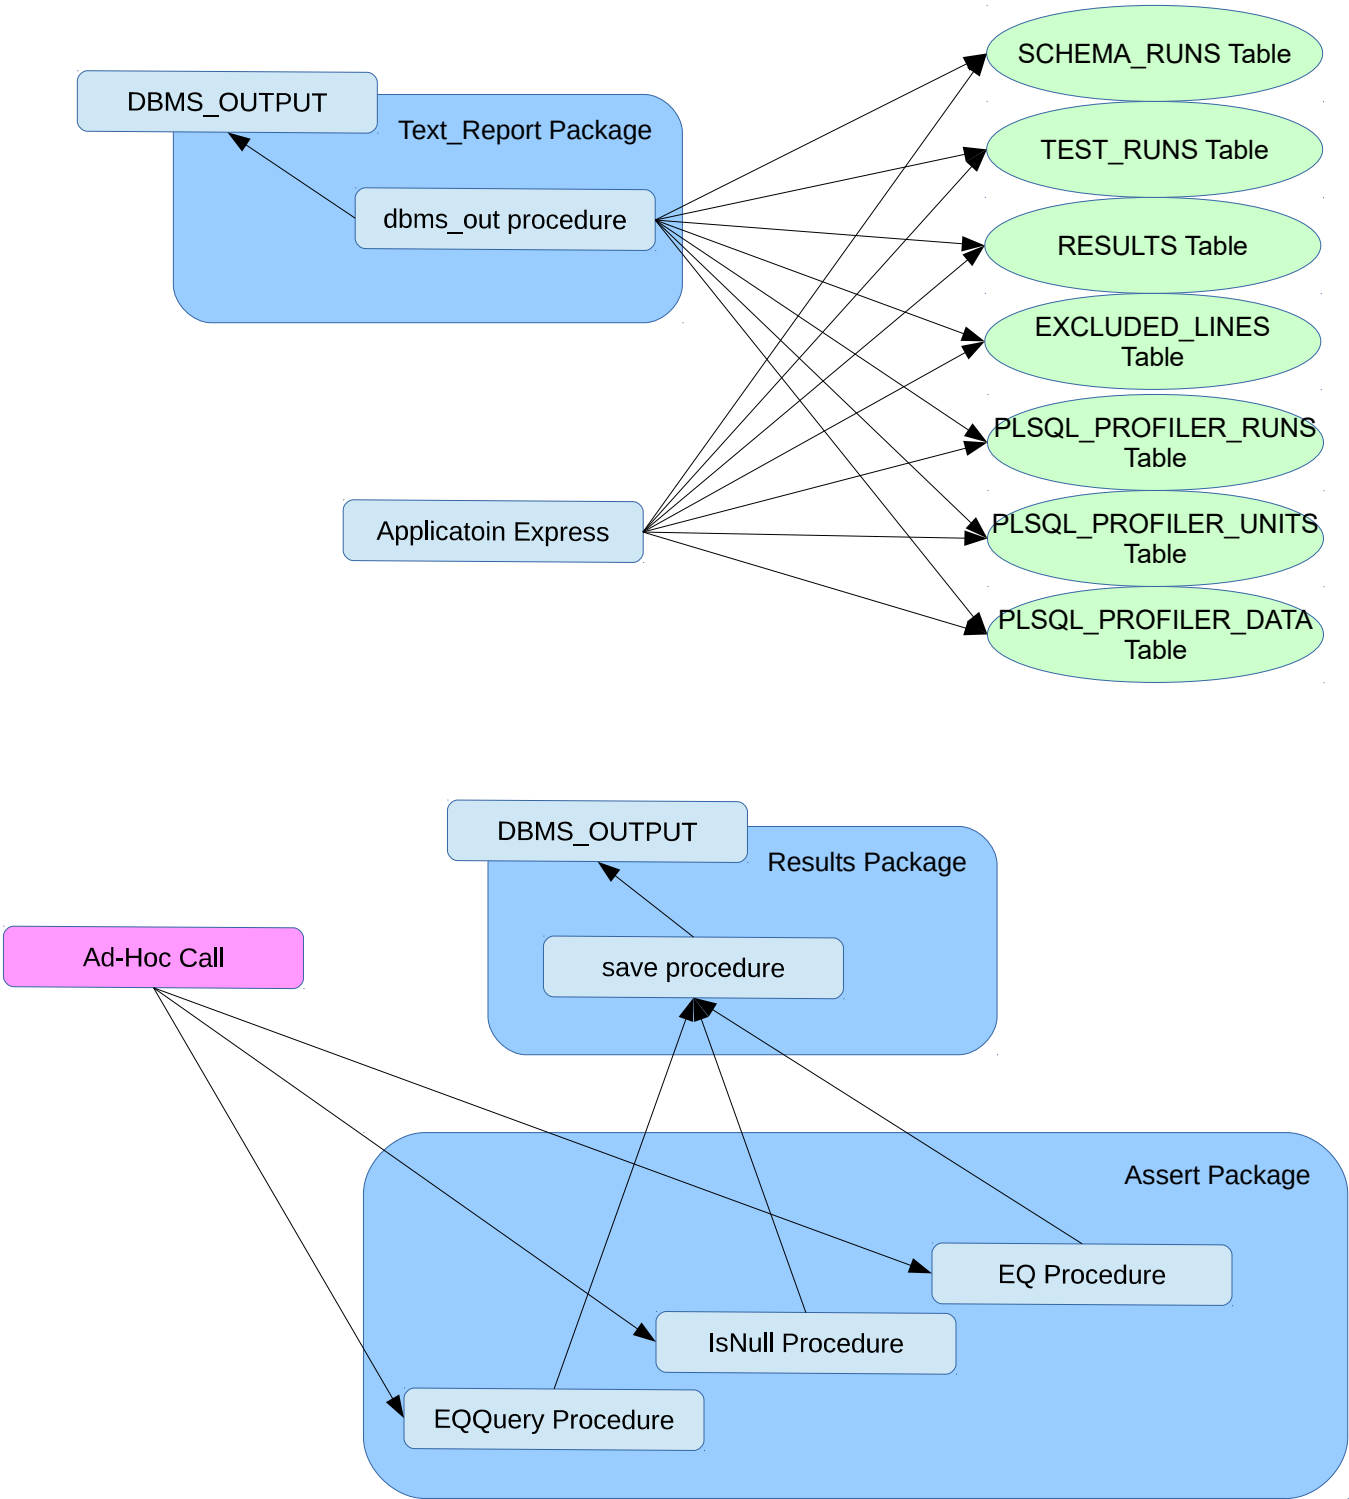 SCHEMA_RUNS Table
DBMS_OUTPUT
Text_Report Package
TEST_RUNS Table
dbms_out procedure
RESULTS Table
EXCLUDED_LINES
Table
PLSQL_PROFILER_RUNS
Table
Applicatoin Express
PLSQL_PROFILER_UNITS
Table
PLSQL_PROFILER_DATA
Table
DBMS_OUTPUT
Results Package
Ad-Hoc Call
save procedure
Assert Package
EQ Procedure
IsNull Procedure
EQQuery Procedure